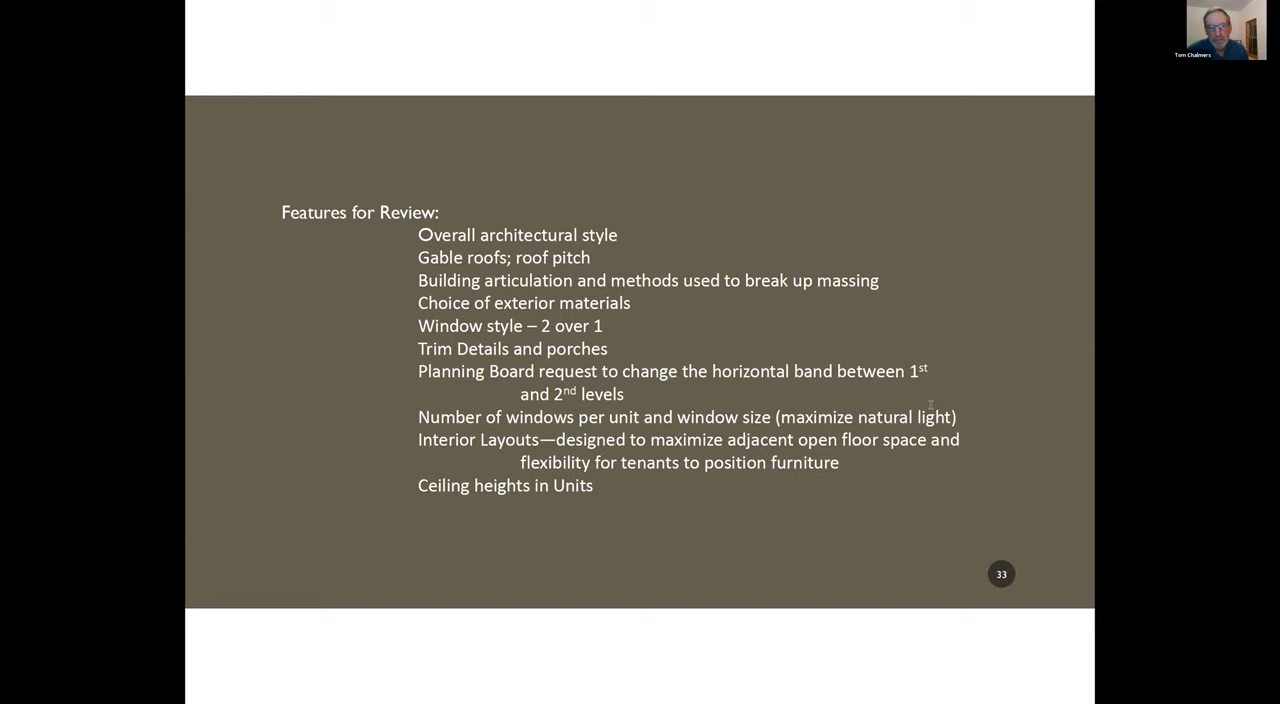 Tom Chalmers
Features for Review:
Overall architectural style
Gable roofs; roof pitch
Building articulation and methods used to break up massing
Choice of exterior materials
Window style – 2 over 1
Trim Details and porches
Planning Board request to change the horizontal band between 1st
and 2nd levels
Number of windows per unit and window size (maximize natural light)
Interior Layouts—designed to maximize adjacent open floor space and
flexibility for tenants to position furniture
Ceiling heights in Units
33